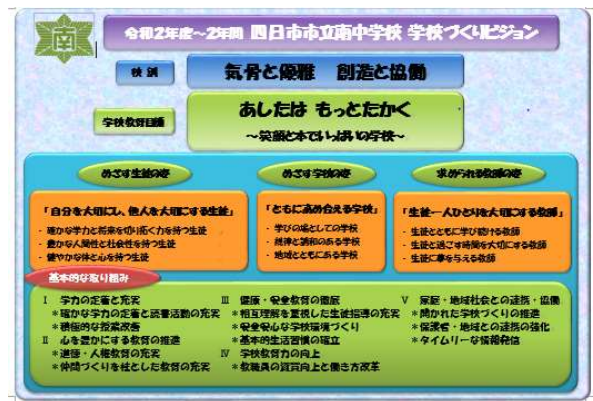 南
令和2年度~2年間 四日市市立南中学校 学校づくりビジョン
校 訓
気骨と優雅 創造と協働
学校教育目標
あしたは もっとたかく
~笑顔と本でいっぱいの学校~
めざす生徒の姿
めざす学校の姿
求められる教師の姿
「自分を大切にし、他人を大切にする生徒」
・ 確かな学力と将来を切り拓く力を持つ生徒
・ 豊かな人間性と社会性を持つ生徒
・ 健やかな体と心を持つ生徒
「ともに高め合える学校」
・ 学びの場としての学校
・ 規律と調和のある学校
・ 地域とともにある学校
「生徒一人ひとりを大切にする教師」
・ 生徒とともに学び続ける教師
・ 生徒と過ごす時間を大切にする教師
・ 生徒に夢を与える教師
基本的な取り組み
Ⅰ 学力の定着と充実
*確かな学力の定着と読書活動の充実
*積極的な授業改善
Ⅱ 心を豊かにする教育の推進
*道徳・人権教育の充実
*仲間づくりを柱とした教育の充実
Ⅲ 健康・安全教育の徹底
*相互理解を重視した生徒指導の充実
*安全安心な学校環境づくり
*基本的生活習慣の確立
Ⅳ 学校教育力の向上
*教職員の資質向上と働き方改革
Ⅴ 家庭・地域社会との連携・協働
*開かれた学校づくりの推進
*保護者・地域との連携の強化
*タイムリーな情報発信